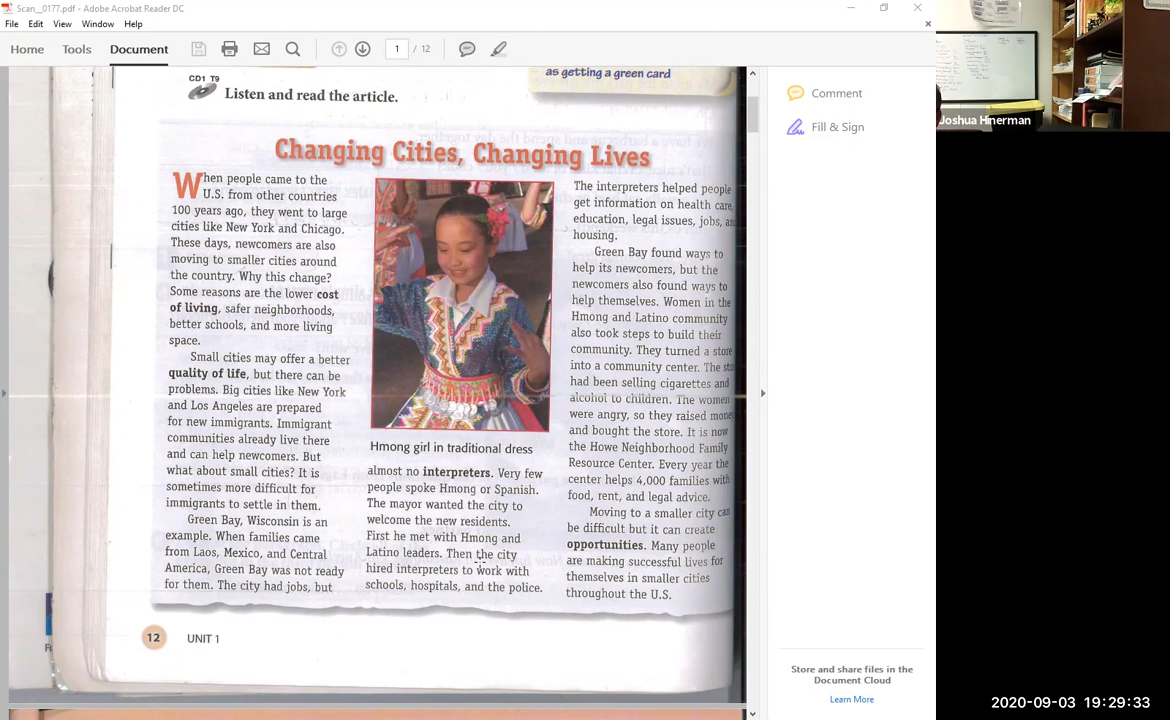 Scan__0177.pdf - Adobe Acrobat Reader DC
File Edit View Window Help
Home Tools Document
1 / 12
as getting a green card
CD1 T9
Listen and read the article.
Changing Cities, Changing Lives
When people came to the
U.S. from other countries
100 years ago, they went to large
cities like New York and Chicago.
These days, newcomers are also
moving to smaller cities around
the country. Why this change?
Some reasons are the lower cost
of living, safer neighborhoods,
better schools, and more living
space.
Small cities may offer a better
quality of life, but there can be
problems. Big cities like New York
and Los Angeles are prepared
for new immigrants. Immigrant
communities already live there
and can help newcomers. But
what about small cities? It is
sometimes more difficult for
immigrants to settle in them.
Green Bay, Wisconsin is an
example. When families came
from Laos, Mexico, and Central
America, Green Bay was not ready
for them. The city had jobs, but
Hmong girl in traditional dress
almost no interpreters. Very few
people spoke Hmong or Spanish.
The mayor wanted the city to
welcome the new residents.
First he met with Hmong and
Latino leaders. Then the city
hired interpreters to work with
schools, hospitals, and the police.
The interpreters helped people
get information on health care,
education, legal issues, jobs, an
housing.
Green Bay found ways to
help its newcomers, but the
newcomers also found ways to
help themselves. Women in the
Hmong and Latino community
also took steps to build their
community. They turned a store
into a community center. The sto
had been selling cigarettes and
alcohol to children. The women
were angry, so they raised money
and bought the store. It is now
the Howe Neighborhood Family
Resource Center. Every year the
center helps 4,000 families with
food, rent, and legal advice.
Moving to a smaller city can
be difficult but it can create
opportunities. Many people
are making successful lives for
themselves in smaller cities
throughout the U.S.
12 UNIT 1
Comment
Fill & Sign
Store and share files in the
Document Cloud
Learn More
Joshua Hinerman
2020-09-03 19:29:33